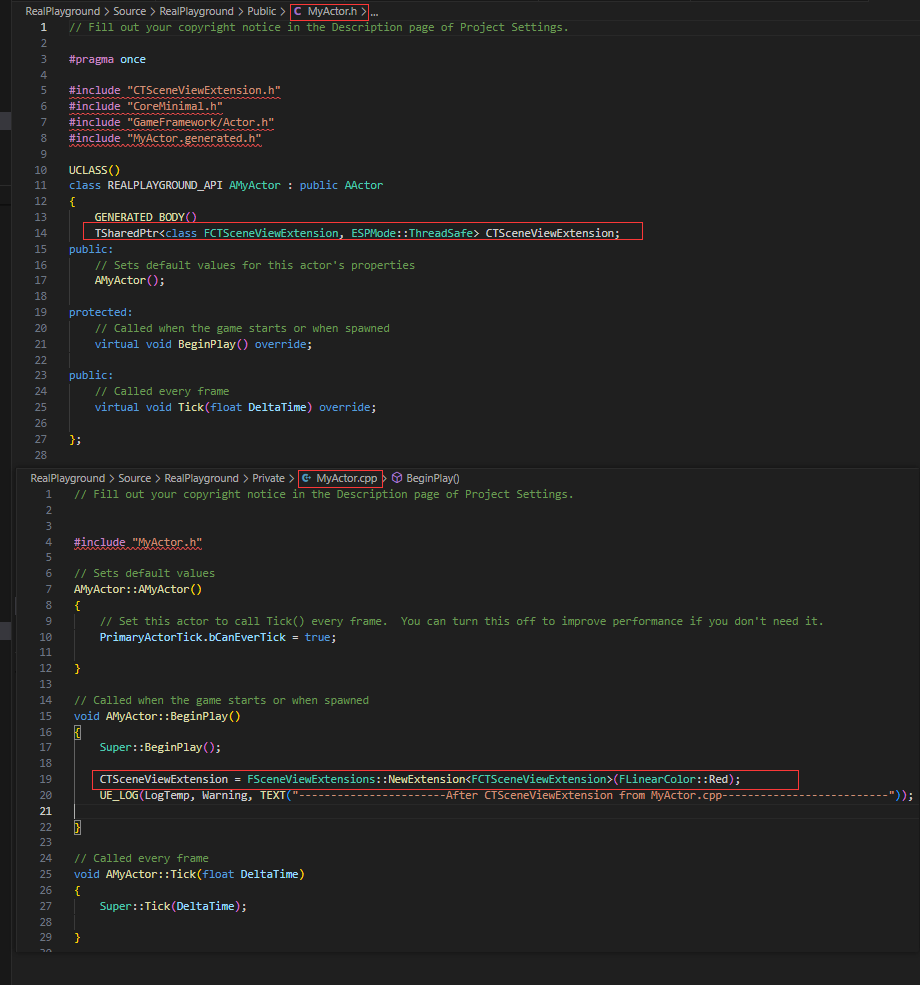 RealPlayground > Source > RealPlayground > Public > C MyActor.h > ...
1 // Fill out your copyright notice in the Description page of Project Settings.
2
3 #pragma once
4
5 #include "CTSceneViewExtension.h"
6 #include "CoreMinimal.h"
7 #include "GameFramework/Actor.h"
8 #include "MyActor.generated.h"
9
10 UCLASS()
11 class REALPLAYGROUND_API AMyActor : public AActor
12 {
13 GENERATED_BODY()
14 TSharedPtr<class FCTSceneViewExtension, ESPMode::ThreadSafe> CTSceneViewExtension;
15 public:
16 // Sets default values for this actor's properties
17 AMyActor();
18
19 protected:
20 // Called when the game starts or when spawned
21 virtual void BeginPlay() override;
22
23 public:
24 // Called every frame
25 virtual void Tick(float DeltaTime) override;
26
27 };
28
RealPlayground > Source > RealPlayground > Private > C+ MyActor.cpp > BeginPlay()
1 // Fill out your copyright notice in the Description page of Project Settings.
2
3
4 #include "MyActor.h"
5
6 // Sets default values
7 AMyActor::AMyActor()
8 {
9 // Set this actor to call Tick() every frame.  You can turn this off to improve performance if you don't need it.
10 PrimaryActorTick.bCanEverTick = true;
11
12 }
13
14 // Called when the game starts or when spawned
15 void AMyActor::BeginPlay()
16 {
17 Super::BeginPlay();
18
19 CTSceneViewExtension = FSceneViewExtensions::NewExtension<FCTSceneViewExtension>(FLinearColor::Red);
20 UE_LOG(LogTemp, Warning, TEXT("-----------------------After CTSceneViewExtension from MyActor.cpp--------------------------"));
21
22 }
23
24 // Called every frame
25 void AMyActor::Tick(float DeltaTime)
26 {
27 Super::Tick(DeltaTime);
28
29 }